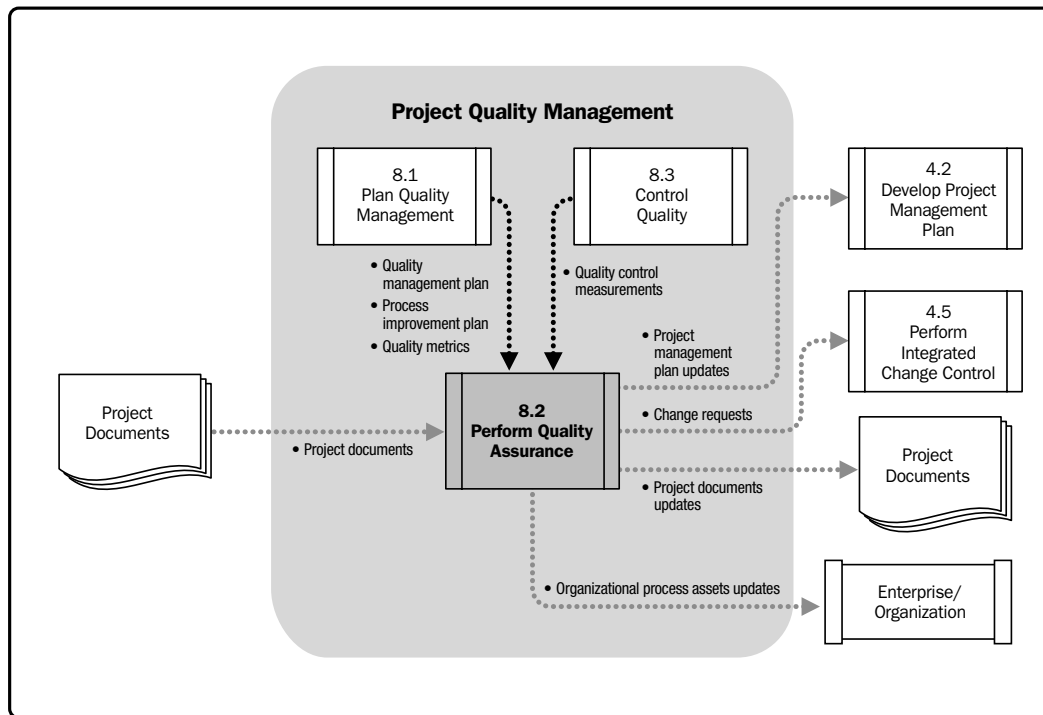 Project Quality Management
8.1
Plan Quality
Management
8.3
Control
Quality
4.2
Develop Project
Management
Plan
• Quality
management plan
• Process
improvement plan
• Quality metrics
• Quality control
measurements
4.5
Perform
Integrated
Change Control
• Project
management
plan updates
Project
Documents
• Project documents
8.2
Perform Quality
Assurance
• Change requests
• Project documents
updates
Project
Documents
• Organizational process assets updates
Enterprise/
Organization